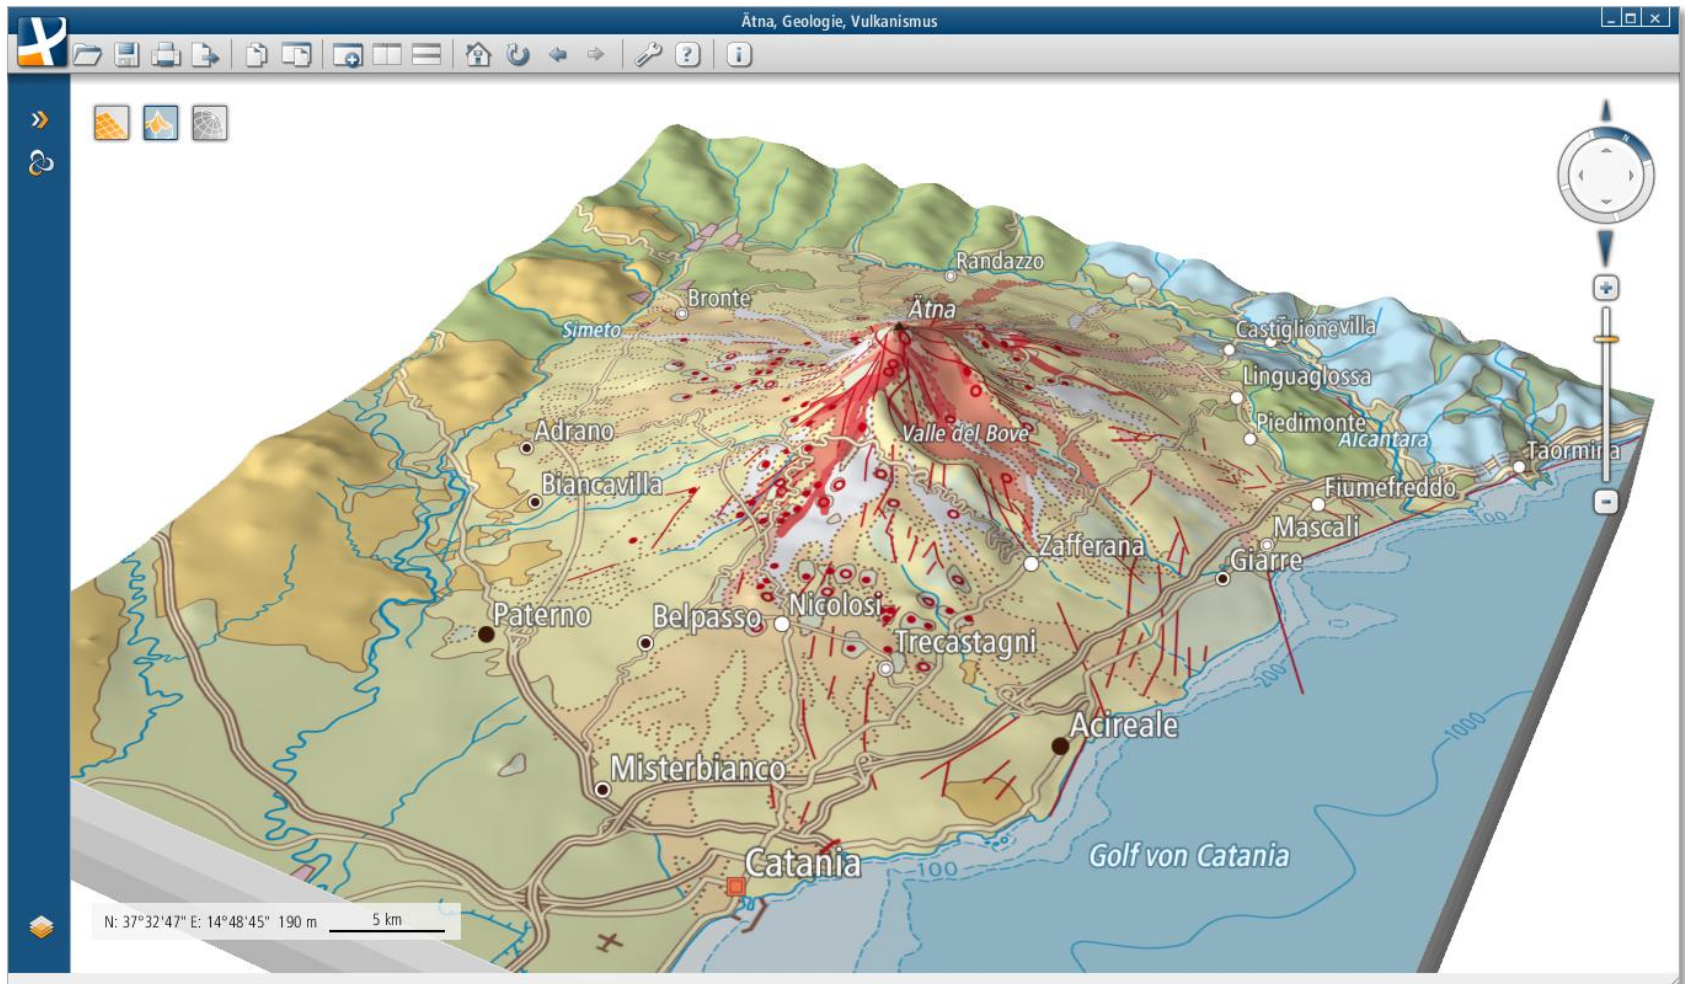 Ätna, Geologie, Vulkanismus
N
Randazzo
Bronte
Ätna
Simeto
Castiglione
villa
Linguaglossa
Piedimonte
Alcantara
Adrano
Valle del Bove
Taormina
Biancavilla
Fiumefreddo
100
Mascali
Zafferana
Giarre
Paterno
Belpasso
Nicolosi
Trecastagni
200
Acireale
1000
Misterbianco
Catania
100
Golf von Catania
N: 37°32'47" E: 14°48'45" 190 m
5 km